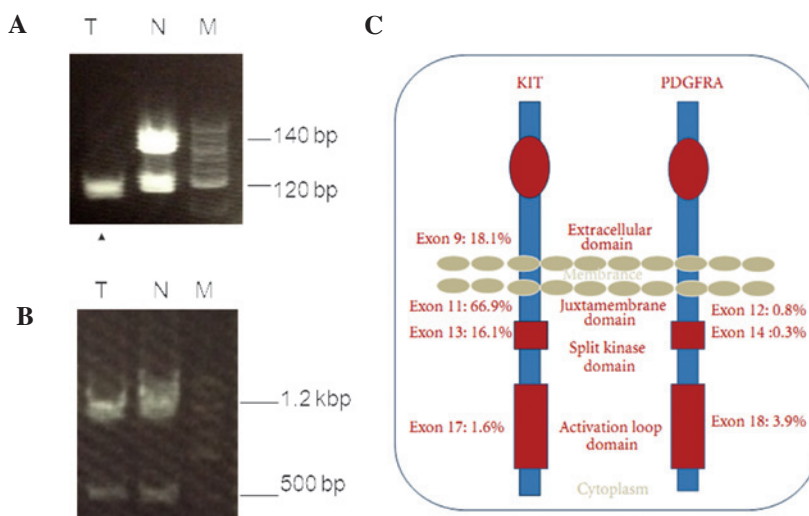 A
T N M
140 bp
120 bp
B
T N M
1.2 kbp
500 bp
C
KIT PDGFRA
Exon 9: 18.1%
Extracellular
domain
Membrance
Exon 11: 66.9%
Juxtamembrane
domain
Exon 12: 0.8%
Exon 13: 16.1%
Exon 14 :0.3%
Split kinase
domain
Exon 17: 1.6%
Activation loop
domain
Exon 18: 3.9%
Cytoplasm